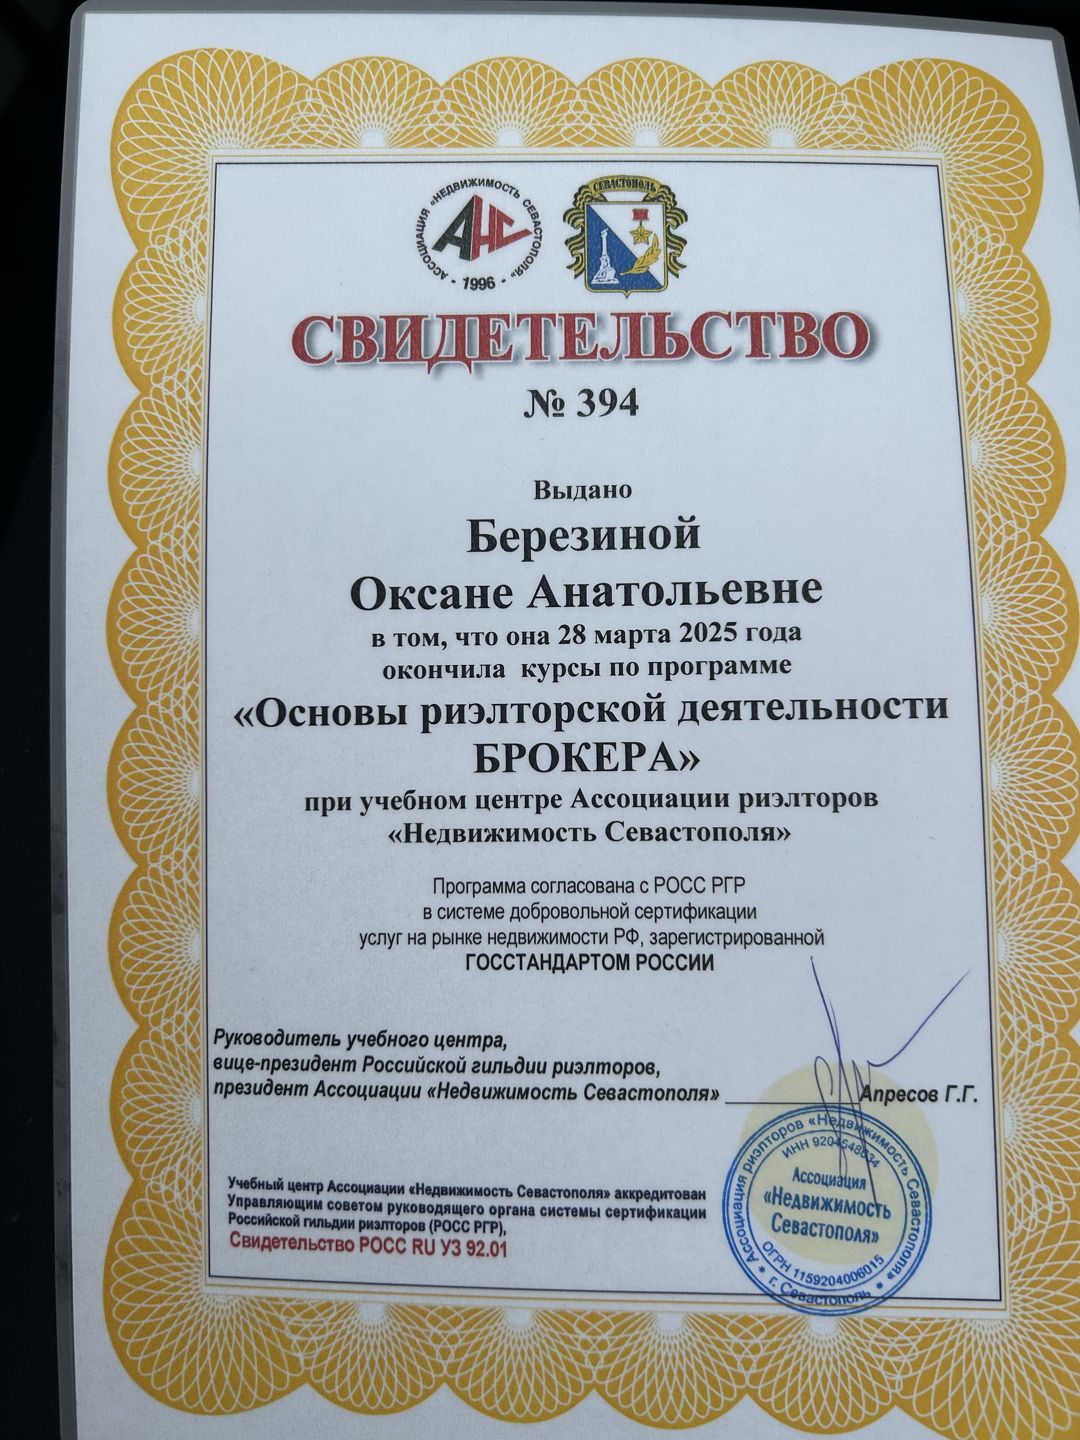 АССОЦИАЦИЯ «НЕДВИЖИМОСТЬ СЕВАСТОПОЛЯ»
АНС
· 1996 ·
СЕВАСТОПОЛЬ
СВИДЕТЕЛЬСТВО
№ 394
Выдано
Березиной
Оксане Анатольевне
в том, что она 28 марта 2025 года
окончила курсы по программе
«Основы риэлторской деятельности
БРОКЕРА»
при учебном центре Ассоциации риэлторов
«Недвижимость Севастополя»
Программа согласована с РОСС РГР
в системе добровольной сертификации
услуг на рынке недвижимости РФ, зарегистрированной
ГОССТАНДАРТОМ РОССИИ
Руководитель учебного центра,
вице-президент Российской гильдии риэлторов,
президент Ассоциации «Недвижимость Севастополя» ____________ Апресов Г.Г.
Учебный центр Ассоциации «Недвижимость Севастополя» аккредитован
Управляющим советом руководящего органа системы сертификации
Российской гильдии риэлторов (РОСС РГР),
Свидетельство РОСС RU УЗ 92.01
Ассоциация риэлторов «Недвижимость Севастополя»
ИНН
Ассоциация
«Недвижимость
Севастополя»
ОГРН 1159204006015
* г. Севастополь *